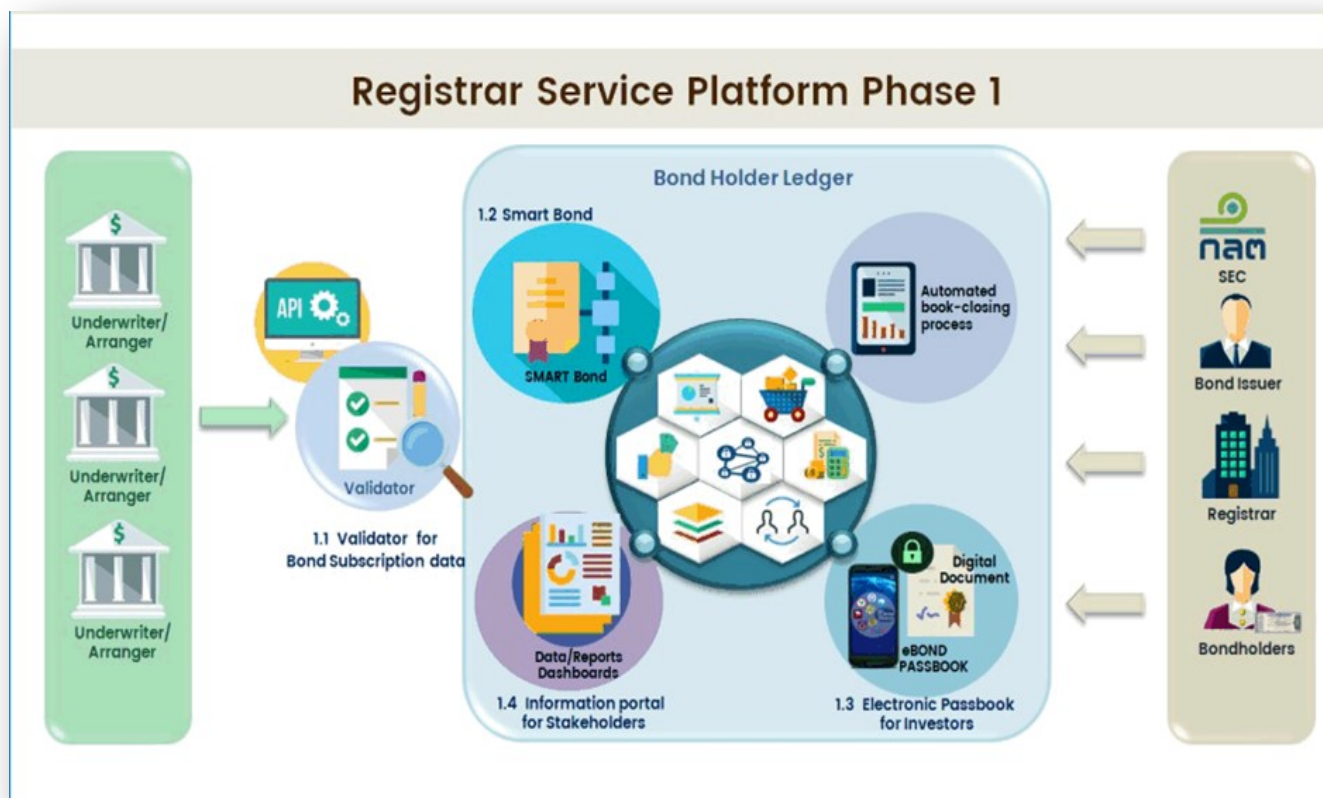 Registrar Service Platform Phase 1
$
Underwriter/
Arranger
$
Underwriter/
Arranger
$
Underwriter/
Arranger
API
Validator
1.1 Validator for
Bond Subscription data
Bond Holder Ledger
1.2 Smart Bond
SMART Bond
Automated
book-closing
process
Data/Reports
Dashboards
1.4 Information portal
for Stakeholders
Digital
Document
eBOND
PASSBOOK
1.3 Electronic Passbook
for Investors
กลต
SEC
Bond Issuer
Registrar
Bondholders